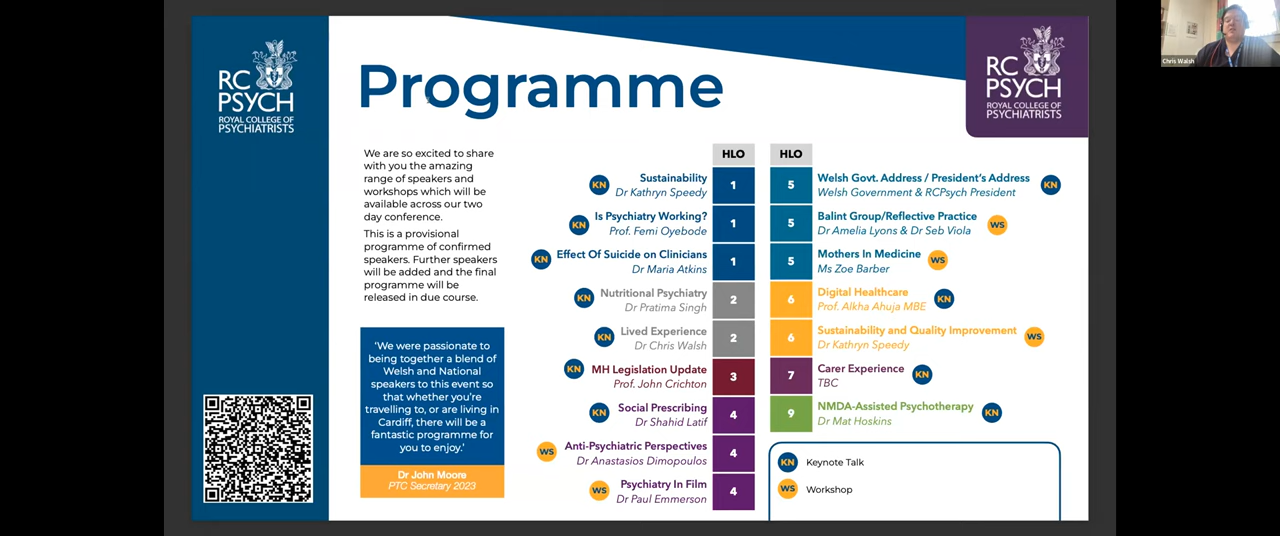 RC
PSYCH
ROYAL COLLEGE OF
PSYCHIATRISTS
Programme
RC
PSYCH
ROYAL COLLEGE OF
PSYCHIATRISTS
Chris Walsh
We are so excited to share
with you the amazing
range of speakers and
workshops which will be
available across our two
day conference.
This is a provisional
programme of confirmed
speakers. Further speakers
will be added and the final
programme will be
released in due course.
'We were passionate to
being together a blend of
Welsh and National
speakers to this event so
that whether you're
travelling to, or are living in
Cardiff, there will be a
fantastic programme for
you to enjoy.'
Dr John Moore
PTC Secretary 2023
HLO
KN Sustainability 1
Dr Kathryn Speedy
KN Is Psychiatry Working? 1
Prof. Femi Oyebode
KN Effect Of Suicide on Clinicians 1
Dr Maria Atkins
KN Nutritional Psychiatry 2
Dr Pratima Singh
KN Lived Experience 2
Dr Chris Walsh
KN MH Legislation Update 3
Prof. John Crichton
KN Social Prescribing 4
Dr Shahid Latif
WS Anti-Psychiatric Perspectives 4
Dr Anastasios Dimopoulos
WS Psychiatry In Film 4
Dr Paul Emmerson
HLO
5 Welsh Govt. Address / President's Address KN
Welsh Government & RCPsych President
5 Balint Group/Reflective Practice WS
Dr Amelia Lyons & Dr Seb Viola
5 Mothers In Medicine WS
Ms Zoe Barber
6 Digital Healthcare KN
Prof. Alkha Ahuja MBE
6 Sustainability and Quality Improvement WS
Dr Kathryn Speedy
7 Carer Experience KN
TBC
9 NMDA-Assisted Psychotherapy KN
Dr Mat Hoskins
KN Keynote Talk
WS Workshop